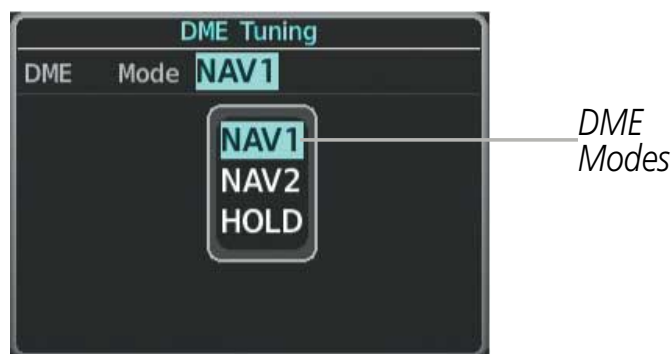 DME Tuning
DME Mode NAV1
NAV1
NAV2
HOLD
DME
Modes